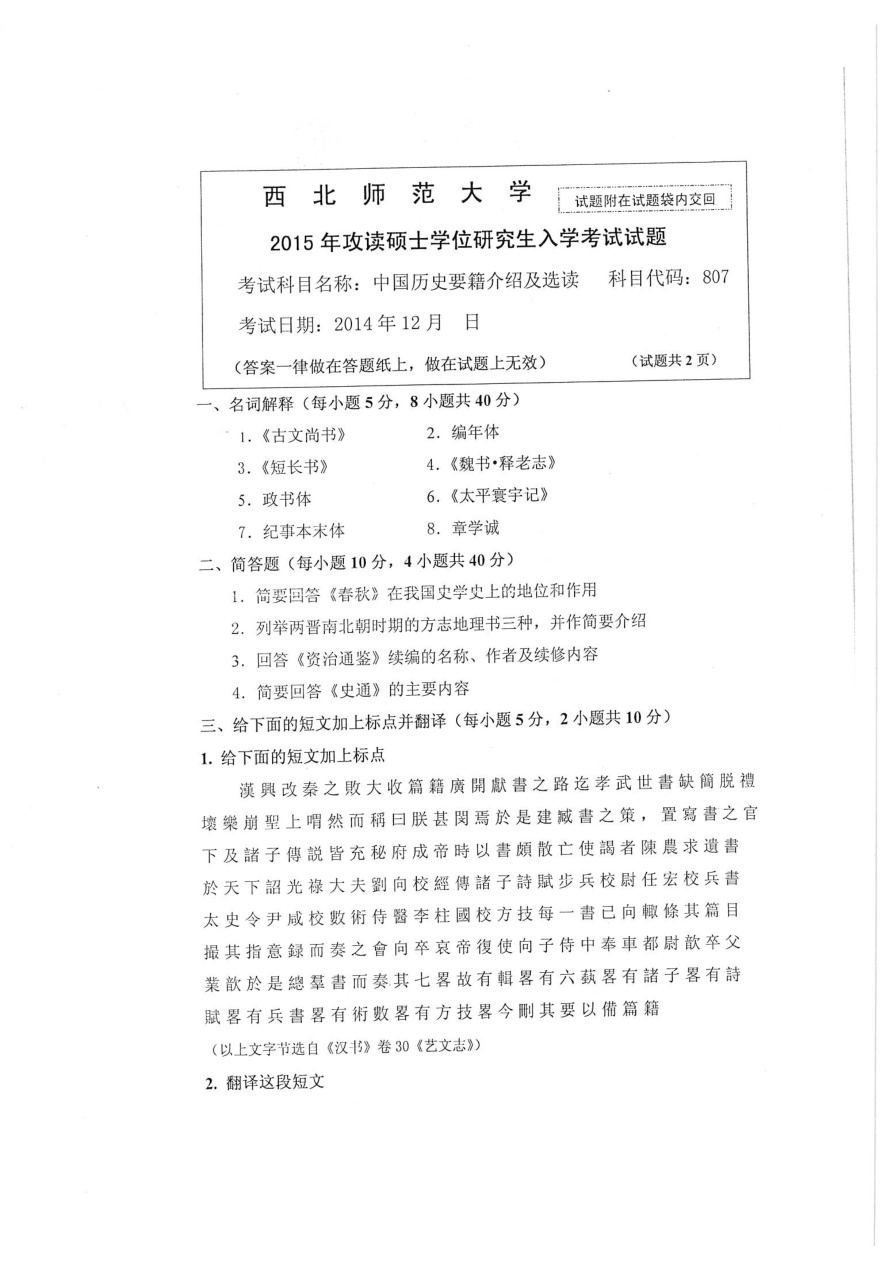 西北师范大学
试题附在试题袋内交回
2015 年攻读硕士学位研究生入学考试试题
考试科目名称：中国历史要籍介绍及选读 科目代码：807
考试日期：2014 年 12 月 日
（答案一律做在答题纸上，做在试题上无效） （试题共 2 页）
一、名词解释（每小题 5 分，8 小题共 40 分）
1.《古文尚书》 2. 编年体
3.《短长书》 4.《魏书•释老志》
5. 政书体 6.《太平寰宇记》
7. 纪事本末体 8. 章学诚
二、简答题（每小题 10 分，4 小题共 40 分）
1. 简要回答《春秋》在我国史学史上的地位和作用
2. 列举两晋南北朝时期的方志地理书三种，并作简要介绍
3. 回答《资治通鉴》续编的名称、作者及续修内容
4. 简要回答《史通》的主要内容
三、给下面的短文加上标点并翻译（每小题 5 分，2 小题共 10 分）
1. 给下面的短文加上标点
漢興改秦之敗大收篇籍廣開獻書之路迄孝武世書缺簡脱禮
壞樂崩聖上喟然而稱曰朕甚閔焉於是建臧書之策，置寫書之官
下及諸子傳説皆充秘府成帝時以書頗散亡使謁者陳農求遺書
於天下詔光祿大夫劉向校經傳諸子詩賦步兵校尉任宏校兵書
太史令尹咸校數術侍醫李柱國校方技每一書已向輙條其篇目
撮其指意録而奏之會向卒哀帝復使向子侍中奉車都尉歆卒父
業歆於是總羣書而奏其七畧故有輯畧有六蓺畧有諸子畧有詩
賦畧有兵書畧有術數畧有方技畧今刪其要以備篇籍
（以上文字节选自《汉书》卷 30《艺文志》）
2. 翻译这段短文